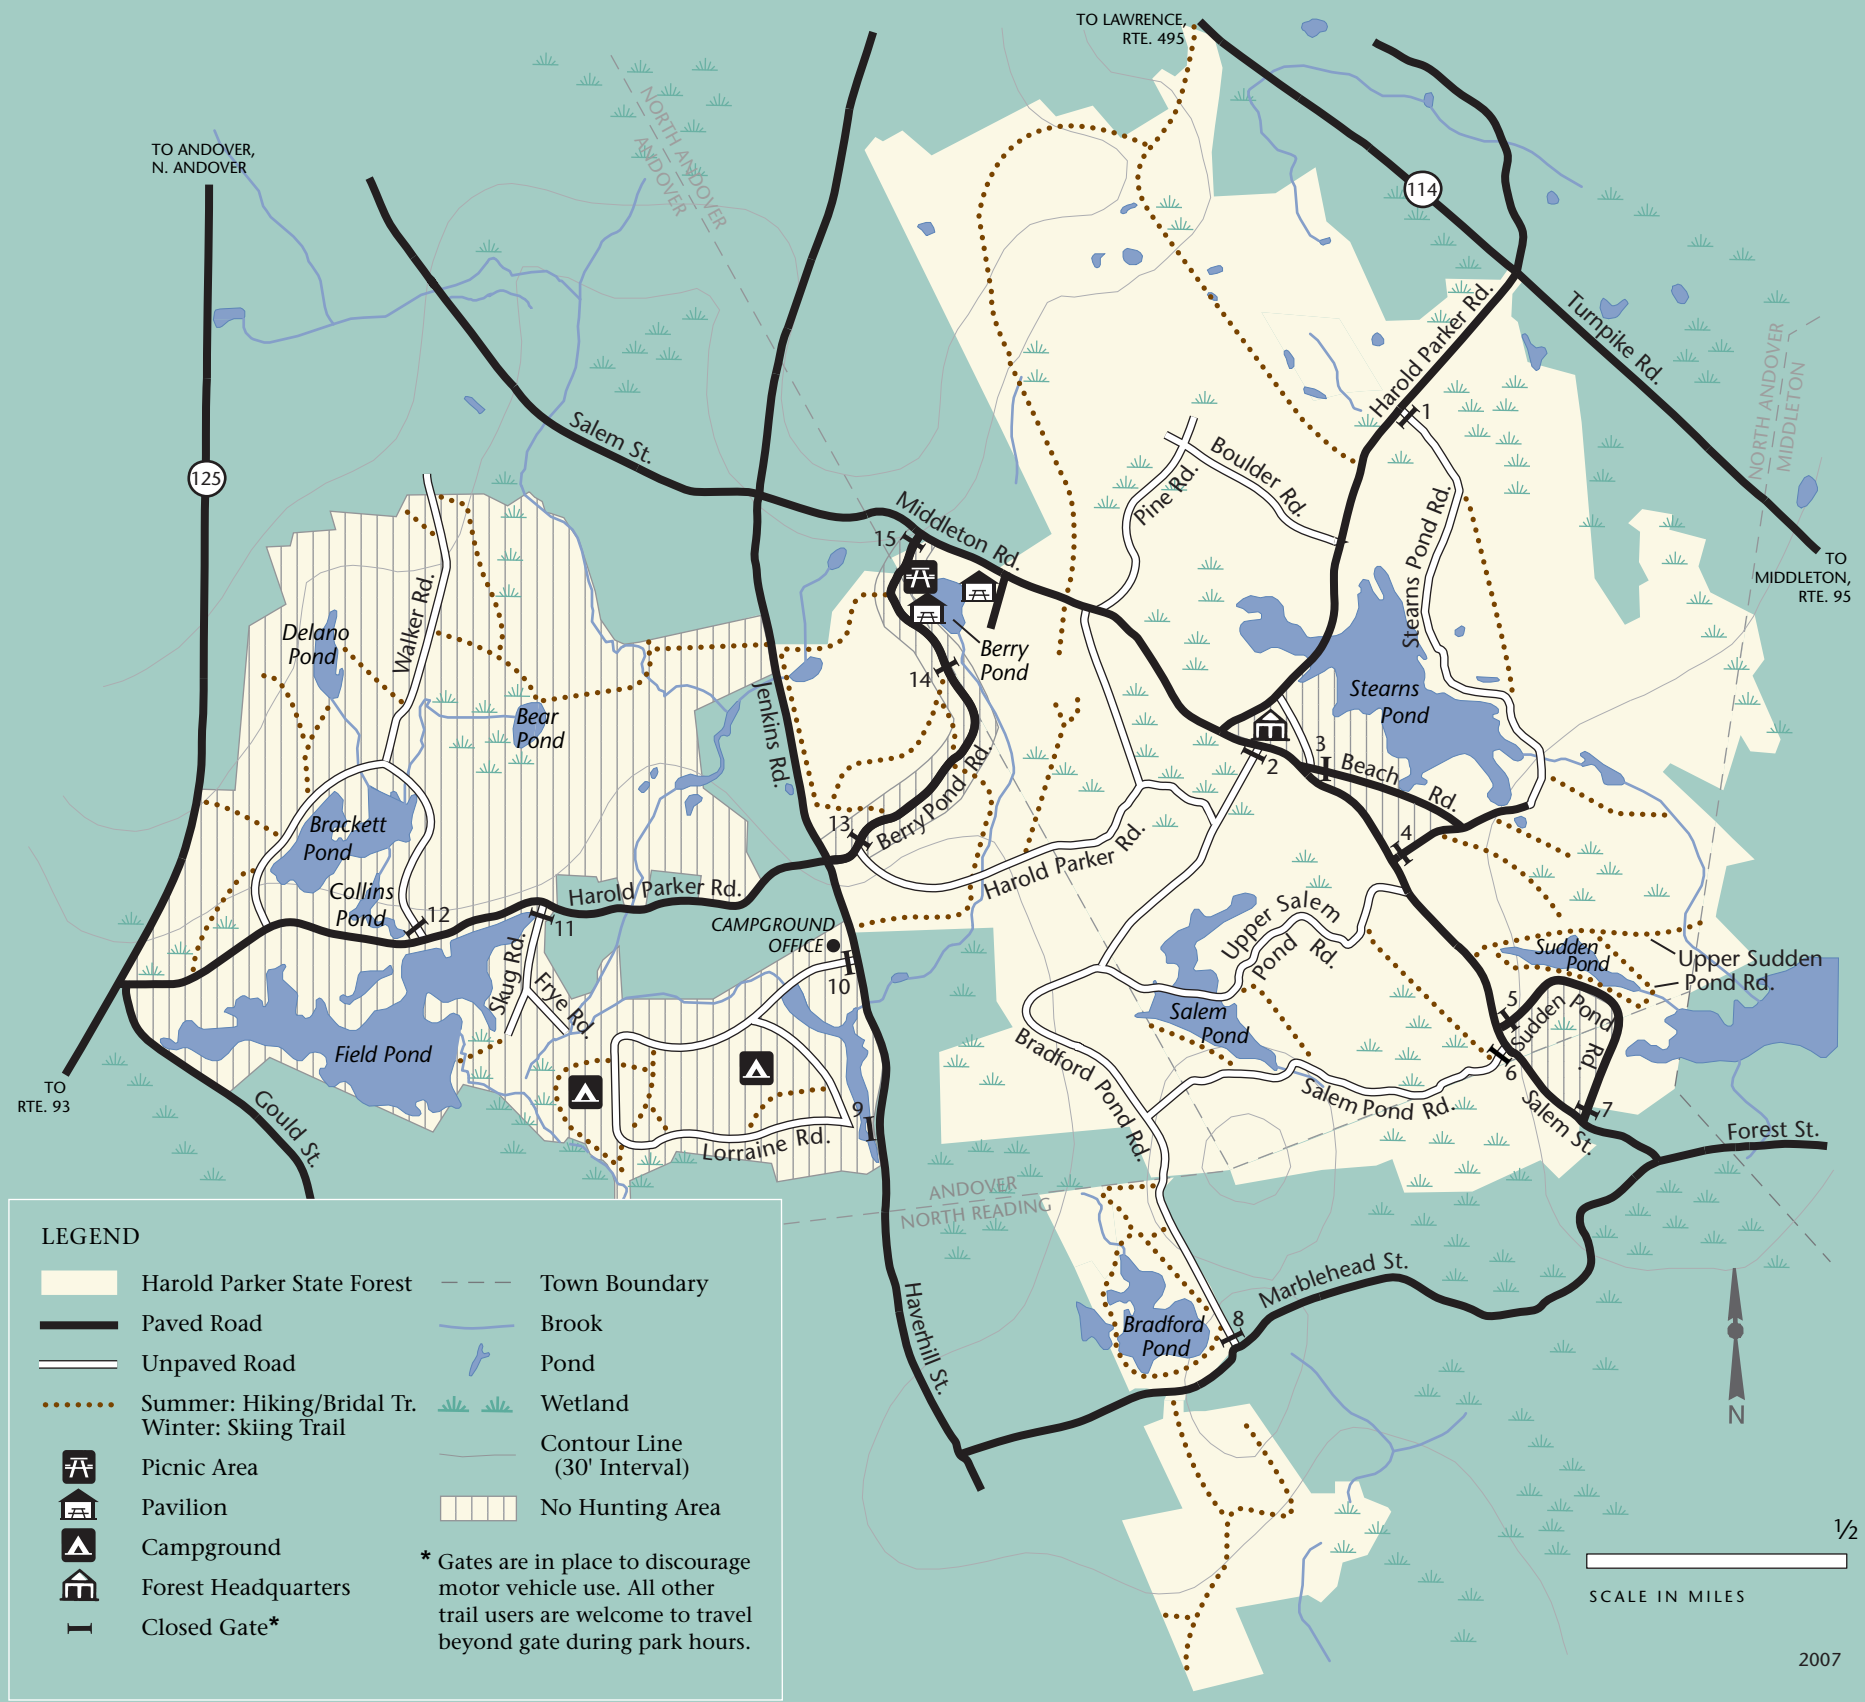 TO LAWRENCE,
RTE. 495
TO ANDOVER,
N. ANDOVER
NORTH ANDOVER
ANDOVER
114
Turnpike Rd.
NORTH ANDOVER
MIDDLETON
Harold Parker Rd.
1
Salem St.
125
Boulder Rd.
Pine Rd.
Middleton Rd.
15
Stearns Pond Rd.
TO
MIDDLETON,
RTE. 95
Walker Rd.
Delano
Pond
Berry
Pond
14
Bear
Pond
Jenkins Rd.
Stearns
Pond
3
2
Beach
Rd.
Berry Pond Rd.
13
Brackett
Pond
4
Harold Parker Rd.
Collins
Pond
12
Harold Parker Rd.
11
CAMPGROUND
OFFICE
10
Upper Salem
Pond
Rd.
Sudden
Pond
Upper Sudden
Pond Rd.
Skug Rd.
Frye Rd.
5
Sudden
Pond
Rd.
Salem
Pond
Field Pond
6
Bradford Pond Rd.
Salem Pond Rd.
7
Salem St.
TO
RTE. 93
Gould St.
9
Lorraine Rd.
Forest St.
ANDOVER
NORTH READING
Haverhill St.
Marblehead St.
8
Bradford
Pond
LEGEND
Harold Parker State Forest
Paved Road
Unpaved Road
Summer: Hiking/Bridal Tr.
Winter: Skiing Trail
Picnic Area
Pavilion
Campground
Forest Headquarters
Closed Gate*
Town Boundary
Brook
Pond
Wetland
Contour Line
(30' Interval)
No Hunting Area
* Gates are in place to discourage
motor vehicle use. All other
trail users are welcome to travel
beyond gate during park hours.
N
½
SCALE IN MILES
2007